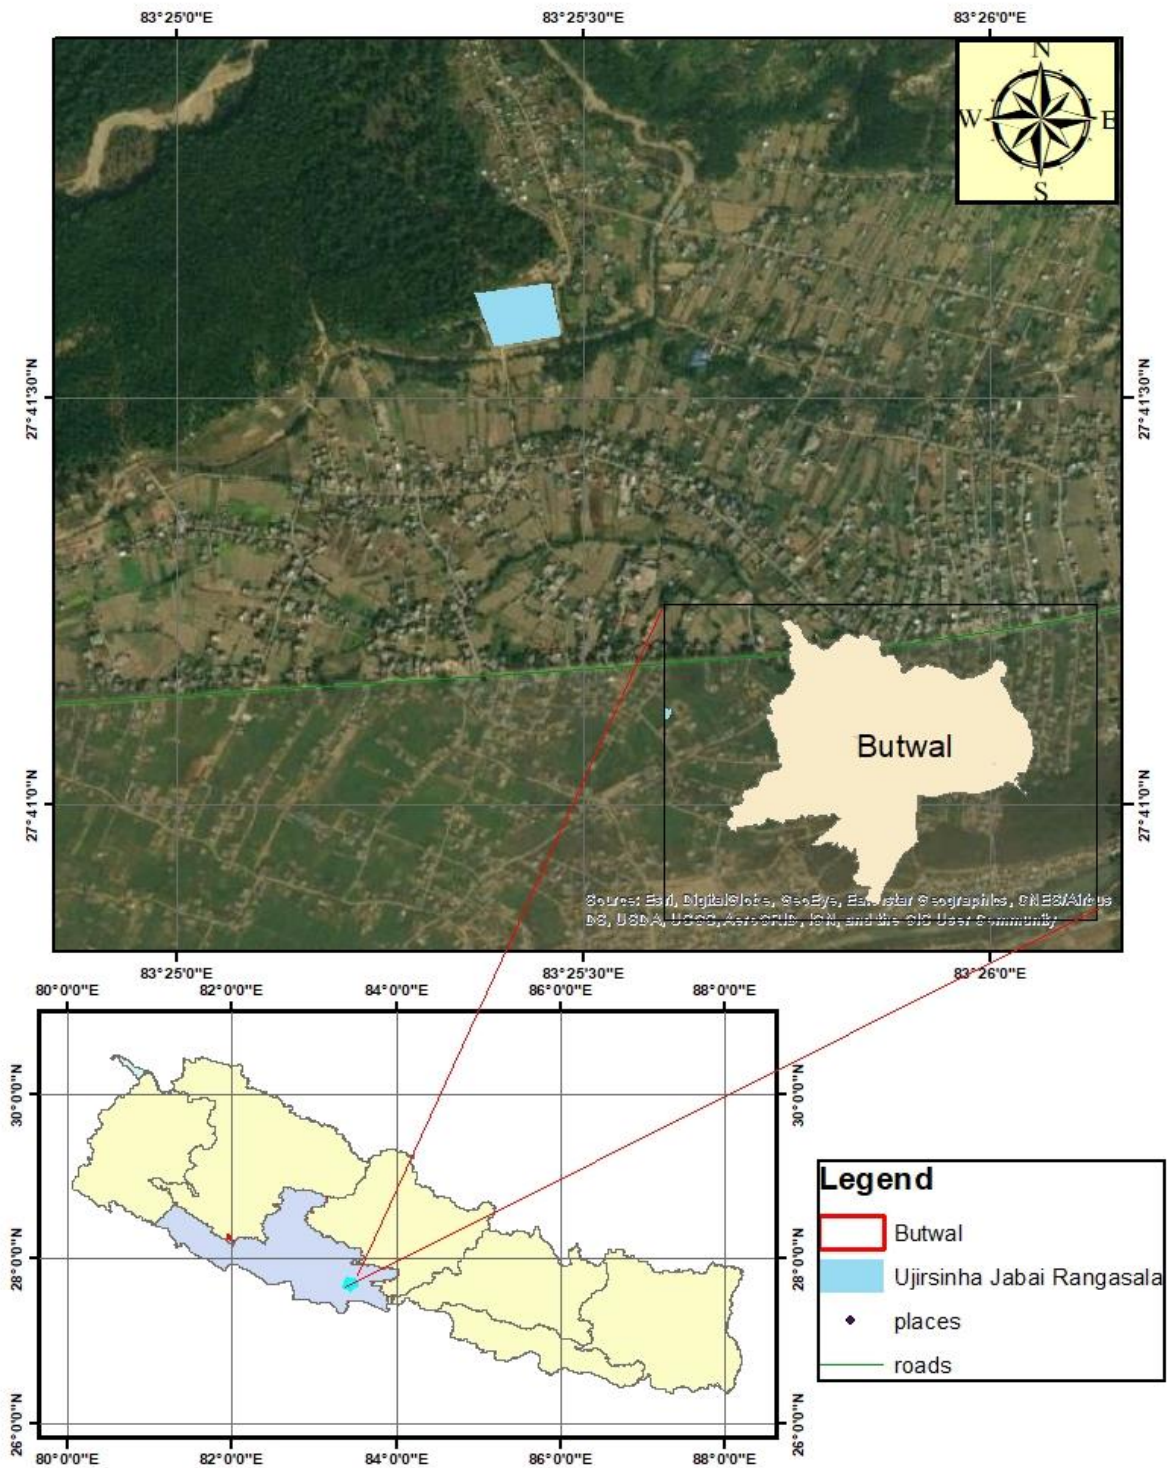 83°25'0"E 83°25'30"E 83°26'0"E
N
W E
S
27°41'30"N 27°41'30"N
27°41'0"N 27°41'0"N
Butwal
Source: Esri, DigitalGlobe, GeoEye, Earthstar Geographics, CNES/Airbus
DS, USDA, USGS, AeroGRID, IGN, and the GIS User Community
83°25'0"E 83°25'30"E 83°26'0"E
80°0'0"E 82°0'0"E 84°0'0"E 86°0'0"E 88°0'0"E
30°0'0"N 30°0'0"N
28°0'0"N 28°0'0"N
26°0'0"N 26°0'0"N
80°0'0"E 82°0'0"E 84°0'0"E 86°0'0"E 88°0'0"E
Legend
Butwal
Ujirsinha Jabai Rangasala
places
roads